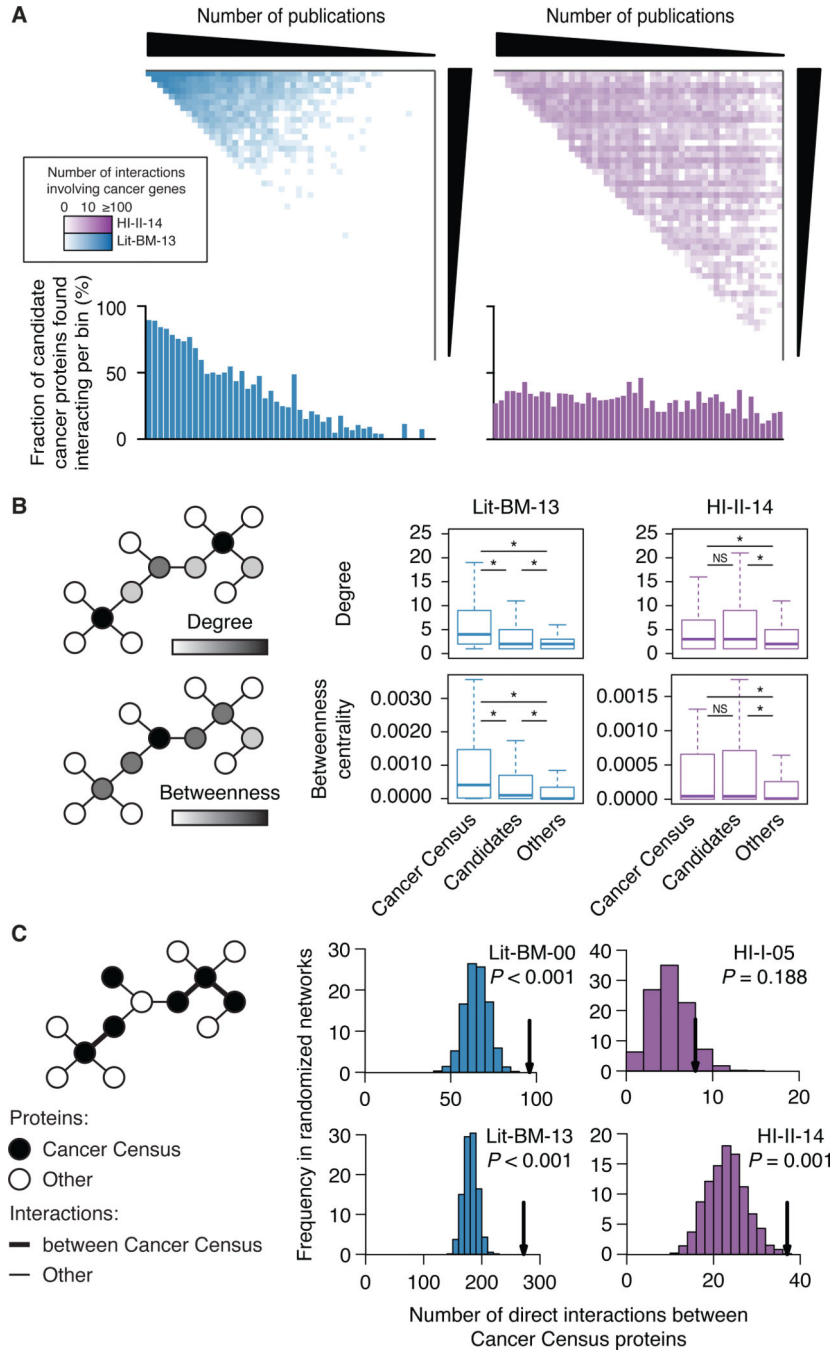 A
Number of publications
Number of publications
Number of interactions
involving cancer genes
0 10 ≥100
HI-II-14
Lit-BM-13
Fraction of candidate
cancer proteins found
interacting per bin (%)
100
50
0
B
Degree
Betweenness
Lit-BM-13
HI-II-14
Degree
25
20
15
10
5
0
* * *
25
20
15
10
5
0
* NS *
Betweenness
centrality
0.0030
0.0020
0.0010
0.0000
* * *
0.0015
0.0010
0.0005
0.0000
* NS *
Cancer Census
Candidates
Others
Cancer Census
Candidates
Others
C
Proteins:
Cancer Census
Other
Interactions:
between Cancer Census
Other
Frequency in randomized networks
Lit-BM-00
P < 0.001
30
20
10
0
0 50 100
HI-I-05
P = 0.188
40
30
20
10
0
0 10 20
Lit-BM-13
P < 0.001
30
20
10
0
0 100 200 300
HI-II-14
P = 0.001
20
15
10
5
0
0 20 40
Number of direct interactions between
Cancer Census proteins